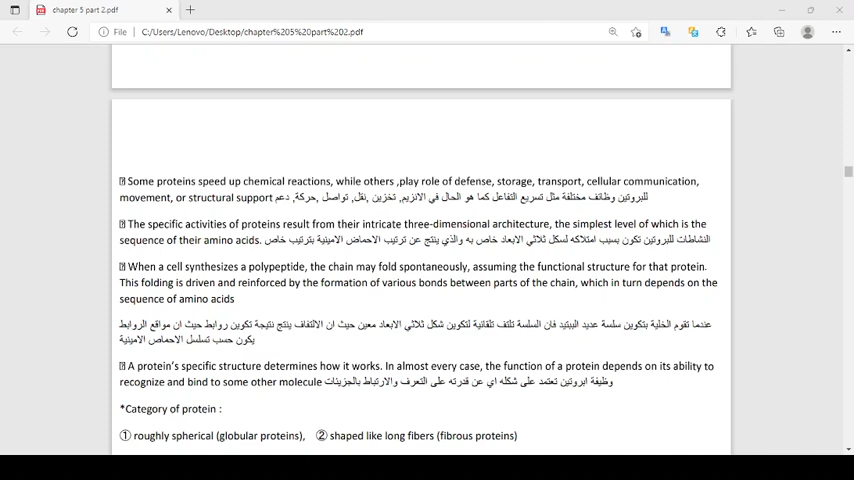 chapter 5 part 2.pdf
File C:/Users/Lenovo/Desktop/chapter%205%20part%202.pdf
Some proteins speed up chemical reactions, while others ,play role of defense, storage, transport, cellular communication,
movement, or structural support للبروتين وظائف مختلفة مثل تسريع التفاعل كما هو الحال في الانزيم, تخزين ,نقل, تواصل ,حركة, دعم
The specific activities of proteins result from their intricate three-dimensional architecture, the simplest level of which is the
sequence of their amino acids. النشاطات للبروتين تكون بسبب امتلاكه لسكل ثلاثي الابعاد خاص به والذي ينتج عن ترتيب الاحماض الامينية بترتيب خاص
When a cell synthesizes a polypeptide, the chain may fold spontaneously, assuming the functional structure for that protein.
This folding is driven and reinforced by the formation of various bonds between parts of the chain, which in turn depends on the
sequence of amino acids
عندما تقوم الخلية بتكوين سلسة عديد الببتيد فان السلسة تلتف تلقائية لتكوين شكل ثلاثي الابعاد معين حيث ان الالتفاف ينتج نتيجة تكوين روابط حيث ان مواقع الروابط
يكون حسب تسلسل الاحماض الامينية
A protein's specific structure determines how it works. In almost every case, the function of a protein depends on its ability to
recognize and bind to some other molecule وظيفة ابروتين تعتمد على شكله اي عن قدرته على التعرف والارتباط بالجزيئات
*Category of protein :
① roughly spherical (globular proteins), ② shaped like long fibers (fibrous proteins)